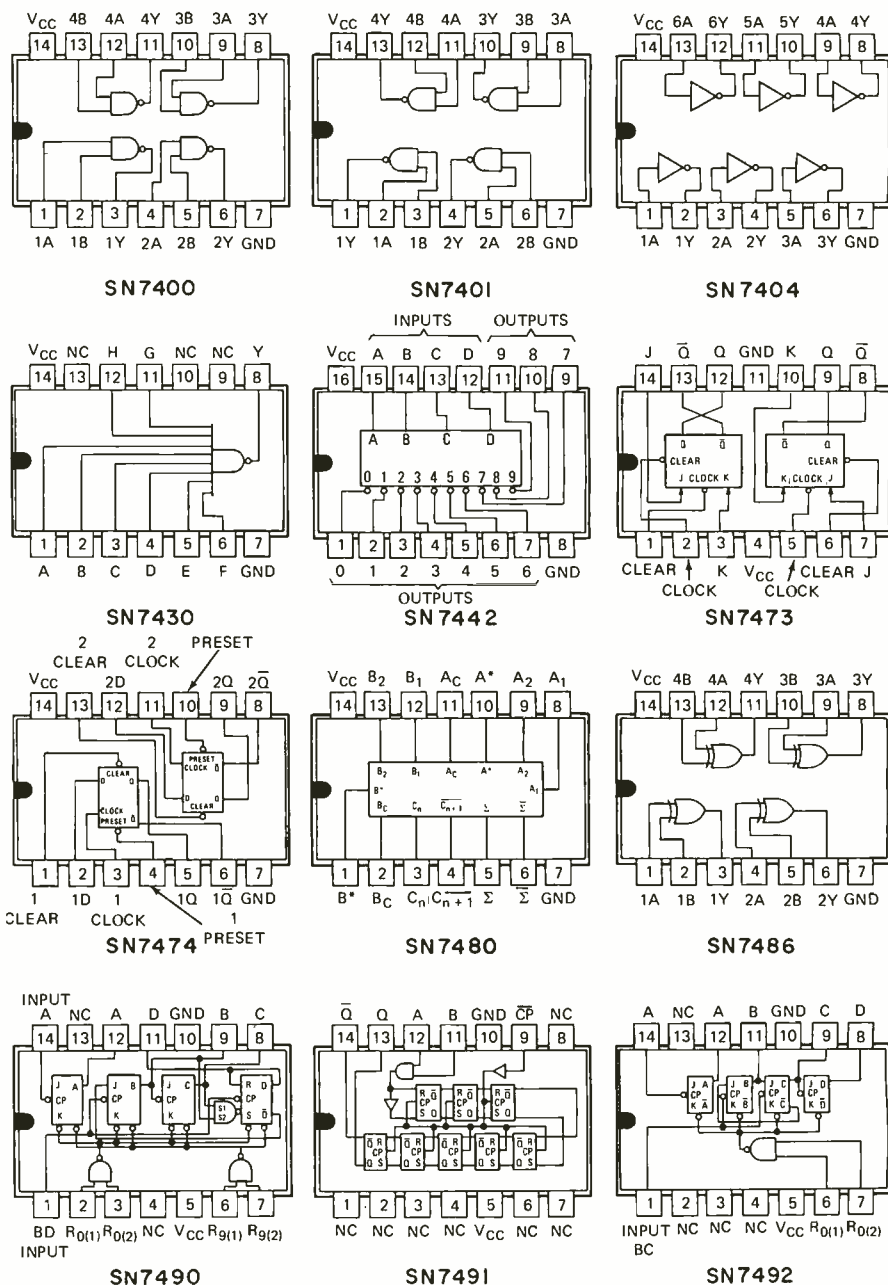 VCC 4B 4A 4Y 3B 3A 3Y VCC 4Y 4B 4A 3Y 3B 3A VCC 6A 6Y 5A 5Y 4A 4Y
14 13 12 11 10 9 8 14 13 12 11 10 9 8 14 13 12 11 10 9 8
1 2 3 4 5 6 7 1 2 3 4 5 6 7 1 2 3 4 5 6 7
1A 1B 1Y 2A 2B 2Y GND 1Y 1A 1B 2Y 2A 2B GND 1A 1Y 2A 2Y 3A 3Y GND
SN7400 SN7401 SN7404
INPUTS OUTPUTS
VCC NC H G NC NC Y VCC A B C D 9 8 7 J Q̅ Q GND K Q Q̅
14 13 12 11 10 9 8 16 15 14 13 12 11 10 9 14 13 12 11 10 9 8
A B C D Q Q̅ Q̅ Q
CLEAR CLEAR
0 1 2 3 4 5 6 7 8 9 J CLOCK K K CLOCK J
1 2 3 4 5 6 7 1 2 3 4 5 6 7 8 1 2 3 4 5 6 7
A B C D E F GND 0 1 2 3 4 5 6 GND CLEAR K VCC CLEAR J
OUTPUTS CLOCK CLOCK
SN7430 SN7442 SN7473
2 2 PRESET
CLEAR CLOCK
VCC 2D 2Q 2Q̅ VCC B2 B1 AC A* A2 A1 VCC 4B 4A 4Y 3B 3A 3Y
14 13 12 11 10 9 8 14 13 12 11 10 9 8 14 13 12 11 10 9 8
PRESET
CLOCK Q̅ B2 B1 AC A* A2
CLEAR D Q D Q B* A1
CLEAR
CLOCK BC Cn C̅n+1 Σ Σ̅
PRESET Q̅
1 2 3 4 5 6 7 1 2 3 4 5 6 7 1 2 3 4 5 6 7
1 1D 1 1Q 1Q̅ GND B* BC Cn C̅n+1 Σ Σ̅ GND 1A 1B 1Y 2A 2B 2Y GND
CLEAR CLOCK 1
PRESET
SN7474 SN7480 SN7486
INPUT
A NC A D GND B C Q̅ Q A B GND C̅P̅ NC A NC A B GND C D
14 13 12 11 10 9 8 14 13 12 11 10 9 8 14 13 12 11 10 9 8
J A J B J C R D R Q̅ R Q̅ R Q̅ J A J B J C J D
CP CP CP S1 CP CP CP CP CP CP CP CP
K K K S2 S Q̅ S Q S Q S Q K A̅ K B̅ K C̅ K D̅
Q̅ R Q̅ R Q̅ R Q̅ R Q̅ R
CP CP CP CP CP
Q S Q S Q S Q S Q S
1 2 3 4 5 6 7 1 2 3 4 5 6 7 1 2 3 4 5 6 7
BD R0(1) R0(2) NC VCC R9(1) R9(2) NC NC NC NC VCC NC NC INPUT NC NC NC VCC R0(1) R0(2)
INPUT BC
SN7490 SN7491 SN7492